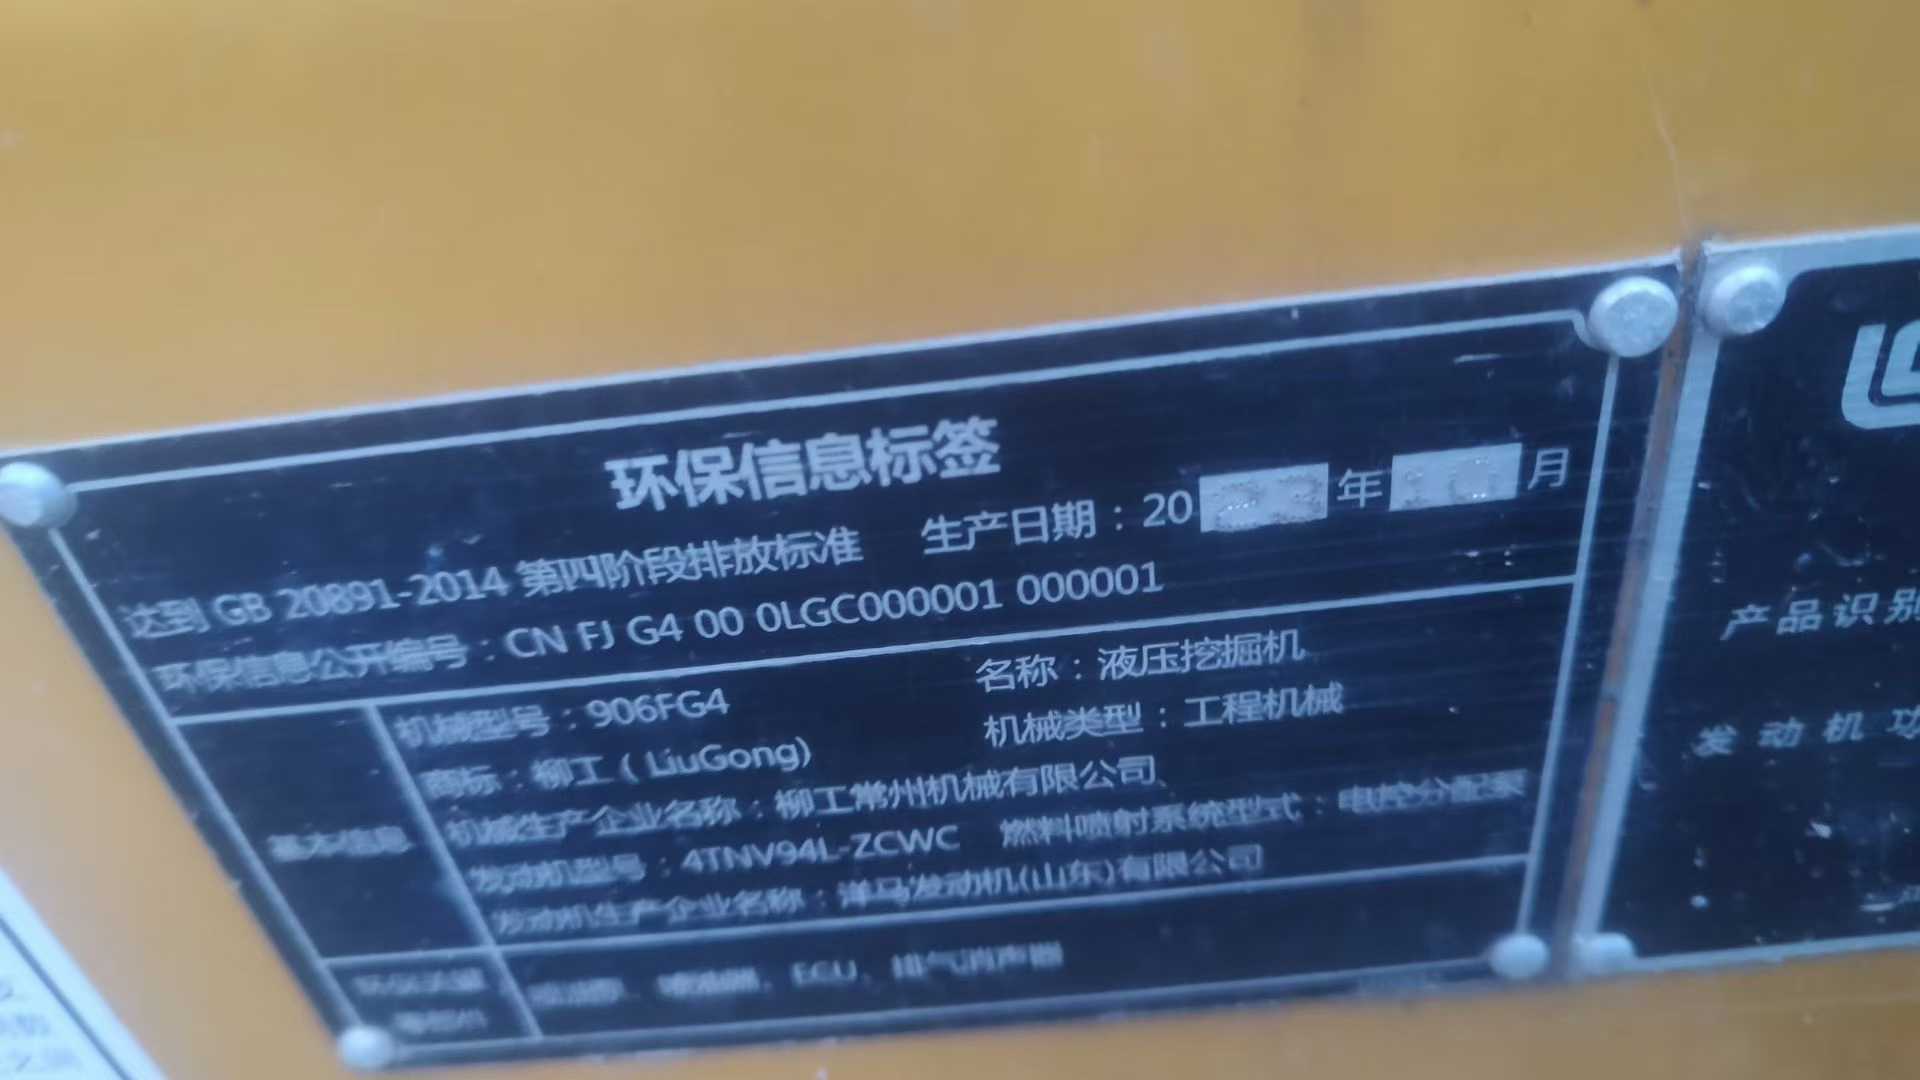 环保信息标签
达到 GB 20891-2014 第四阶段排放标准 生产日期：20 年 月
环保信息公开编号：CN FJ G4 00 0LGC000001 000001
机械型号：906FG4 名称：液压挖掘机
商标：柳工（LiuGong) 机械类型：工程机械
机械生产企业名称：柳工常州机械有限公司
基本信息
发动机型号：4TNV94L-ZCWC 燃料喷射系统型式：电控分配泵
发动机生产企业名称：洋马发动机(山东)有限公司
ECU、排气消声器
产品识别
发动机功